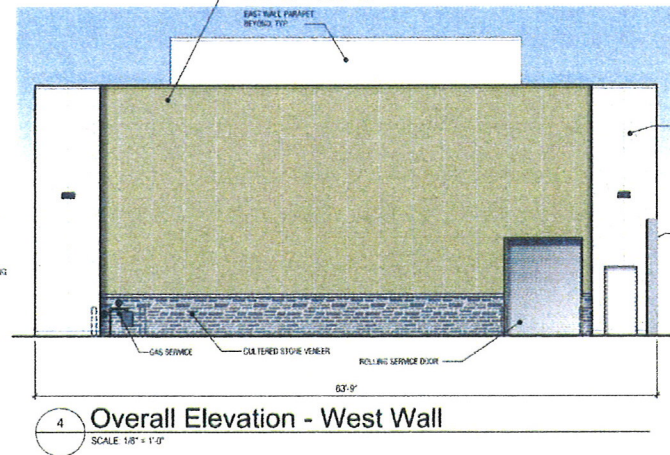 EAST WALL PARAPET
BEYOND, TYP.
GAS SERVICE
CULTERED STONE VENEER
ROLLING SERVICE DOOR
63'-9"
4
Overall Elevation - West Wall
SCALE: 1/8" = 1'-0"